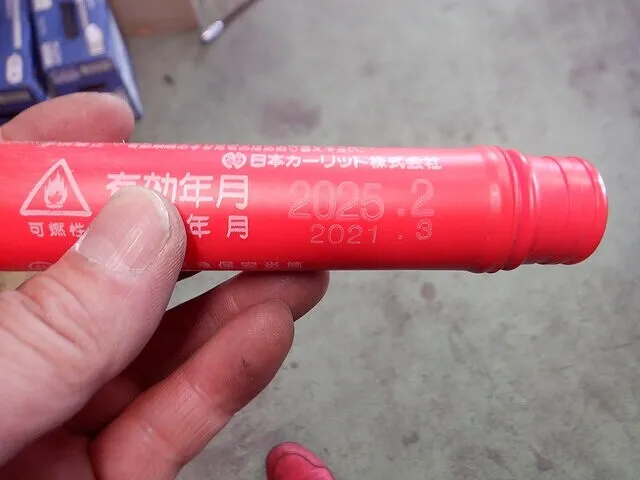 日本カーリット株式会社
有効年月 2025.2
年月 2021.3
可燃性